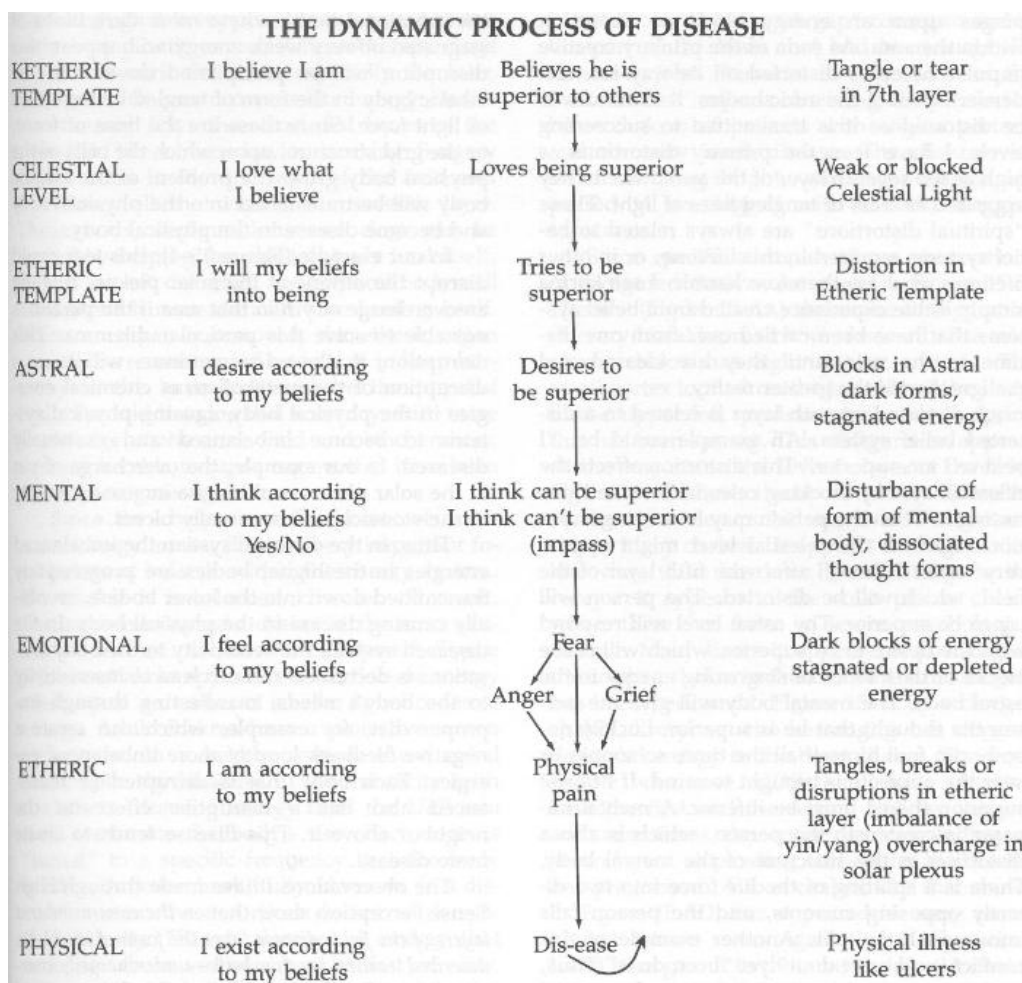 THE DYNAMIC PROCESS OF DISEASE
KETHERIC TEMPLATE
I believe I am
Believes he is
superior to others
Tangle or tear
in 7th layer
CELESTIAL
LEVEL
I love what
I believe
Loves being superior
Weak or blocked
Celestial Light
ETHERIC
TEMPLATE
I will my beliefs
into being
Tries to be
superior
Distortion in
Etheric Template
ASTRAL
I desire according
to my beliefs
Desires to
be superior
Blocks in Astral
dark forms,
stagnated energy
MENTAL
I think according
to my beliefs
Yes/No
I think can be superior
I think can't be superior
(impass)
Disturbance of
form of mental
body, dissociated
thought forms
EMOTIONAL
I feel according
to my beliefs
Fear
Anger
Grief
Dark blocks of energy
stagnated or depleted
energy
ETHERIC
I am according
to my beliefs
Physical
Pain
Tangles, breaks or
disruptions in etheric
layer (imbalance of
yin/yang) overcharge in
solar plexus
PHYSICAL
I exist according
to my beliefs
Dis-ease
Physical illness
like ulcers